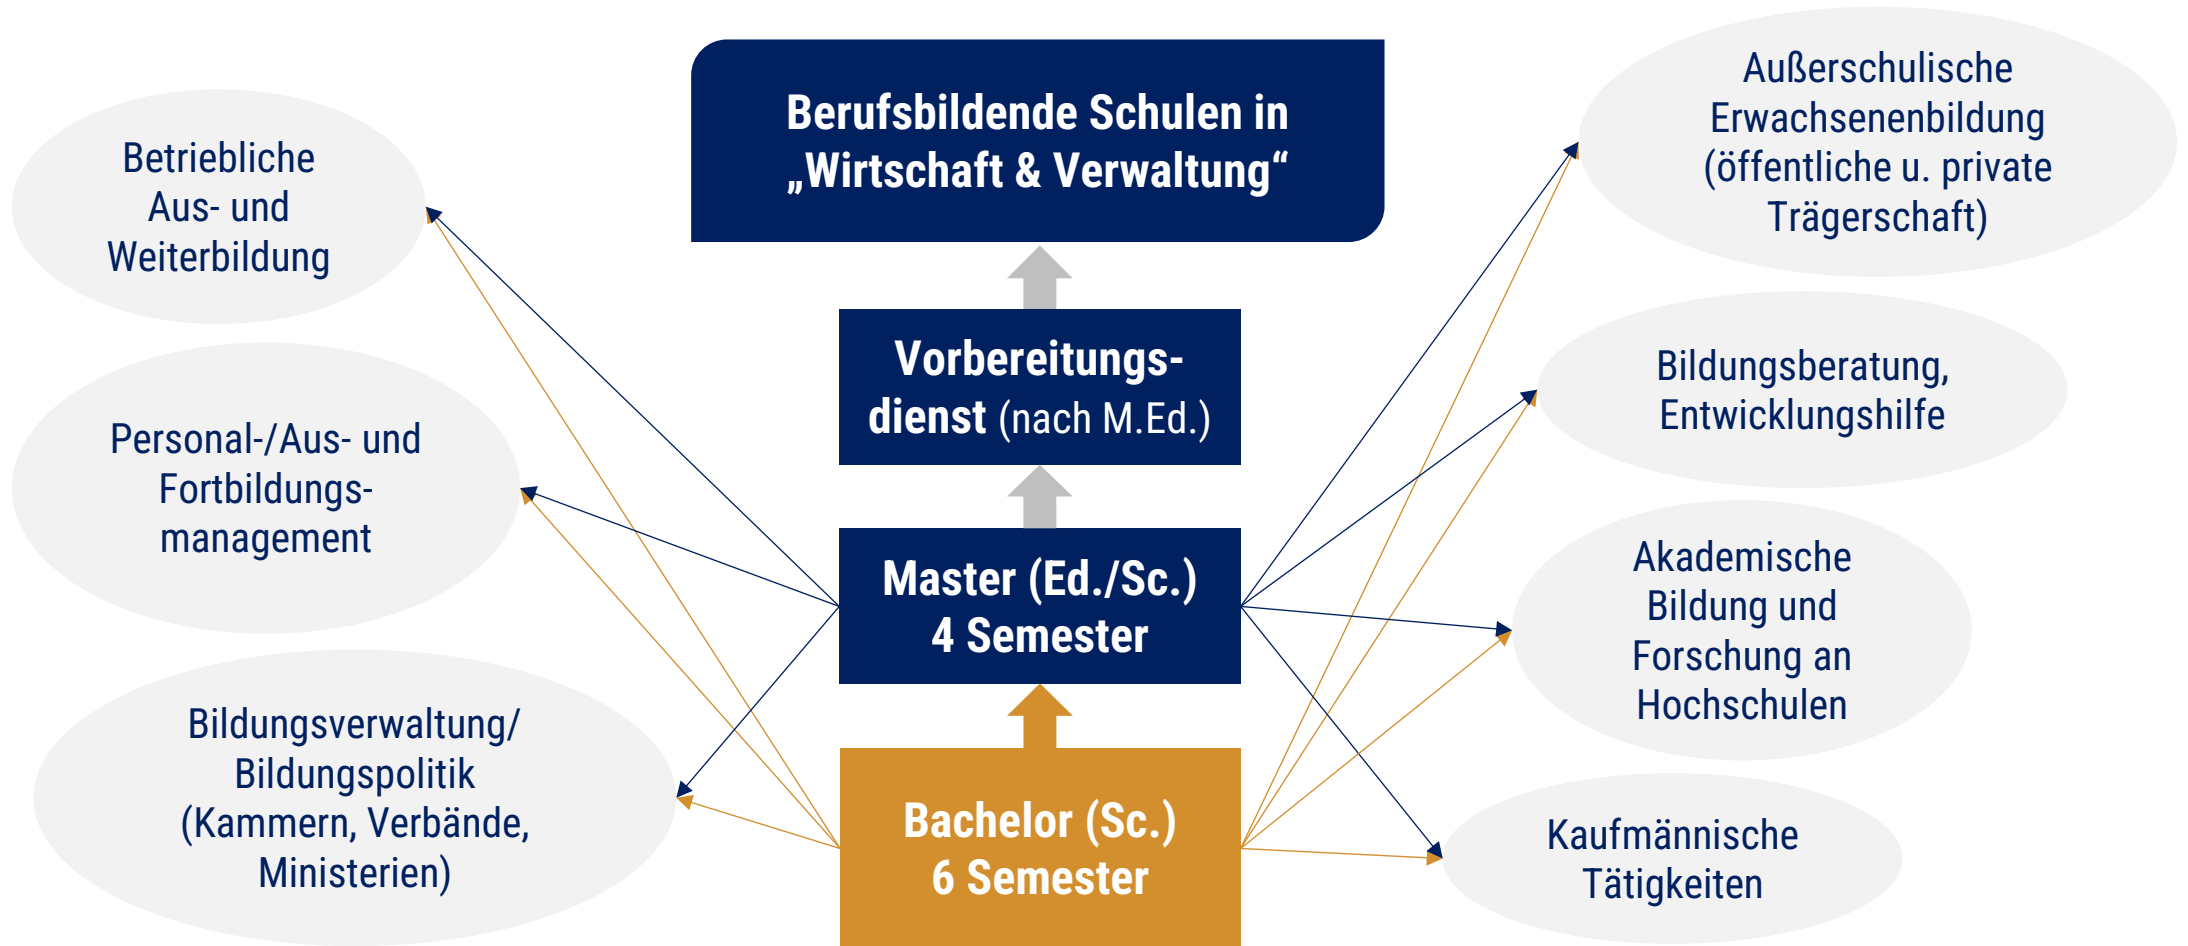 Berufsbildende Schulen in
„Wirtschaft & Verwaltung“
Vorbereitungs-
dienst (nach M.Ed.)
Master (Ed./Sc.)
4 Semester
Bachelor (Sc.)
6 Semester
Betriebliche
Aus- und
Weiterbildung
Personal-/Aus- und
Fortbildungs-
management
Bildungsverwaltung/
Bildungspolitik
(Kammern, Verbände,
Ministerien)
Außerschulische
Erwachsenenbildung
(öffentliche u. private
Trägerschaft)
Bildungsberatung,
Entwicklungshilfe
Akademische
Bildung und
Forschung an
Hochschulen
Kaufmännische
Tätigkeiten